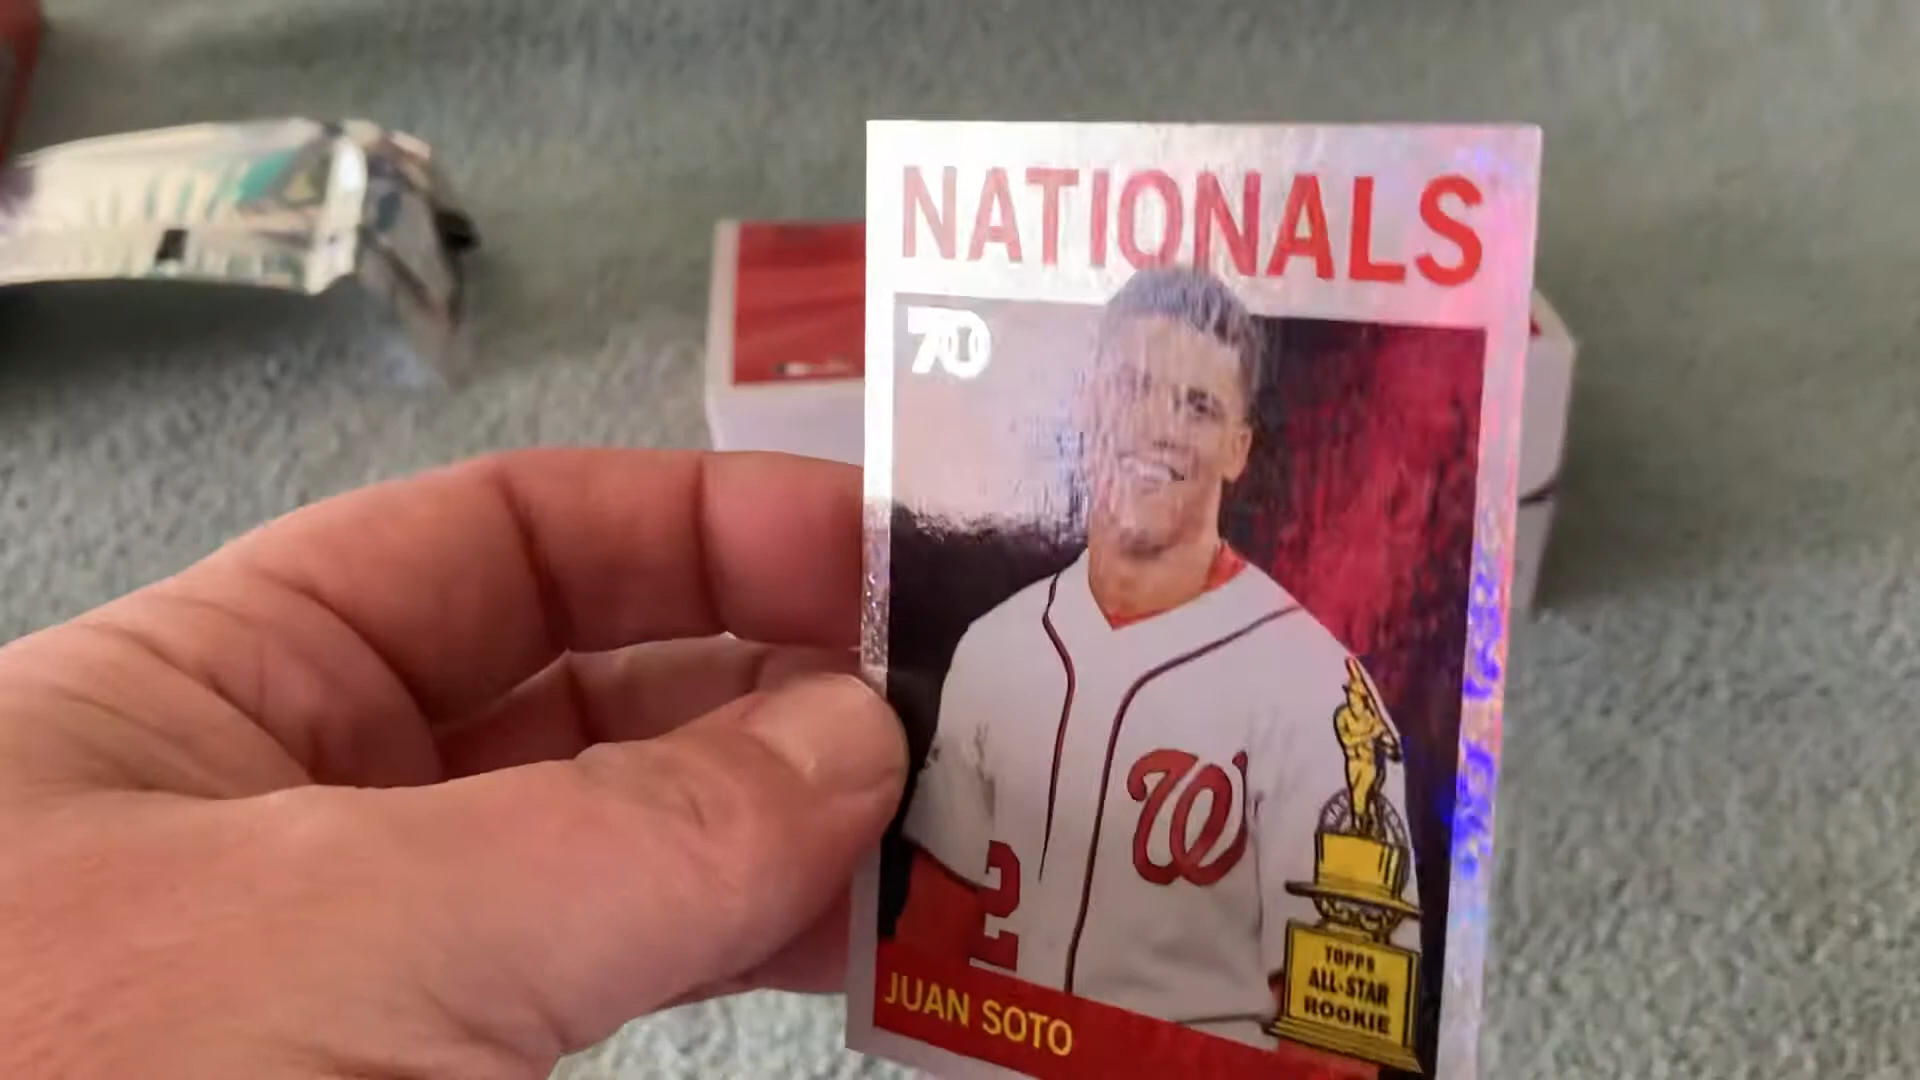 NATIONALS
70
W
2
TOPPS
ALL-STAR
ROOKIE
JUAN SOTO